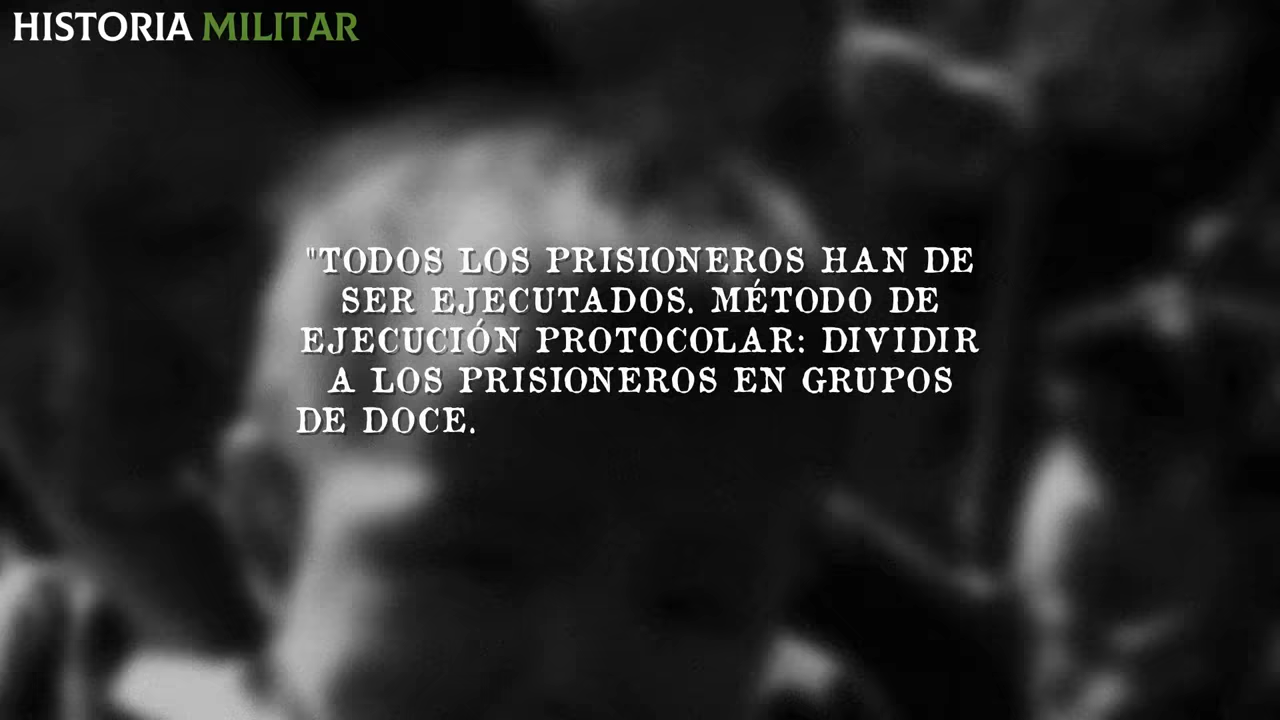 HISTORIA MILITAR
"TODOS LOS PRISIONEROS HAN DE
SER EJECUTADOS. MÉTODO DE
EJECUCIÓN PROTOCOLAR: DIVIDIR
A LOS PRISIONEROS EN GRUPOS
DE DOCE.